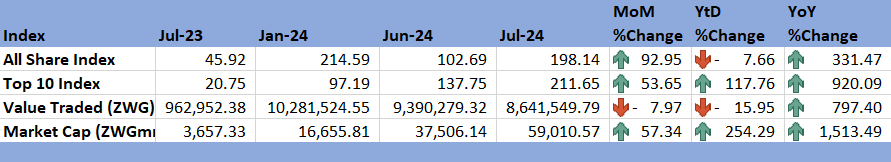 MoM YtD YoY
Index Jul-23 Jan-24 Jun-24 Jul-24 %Change %Change %Change
All Share Index 45.92 214.59 102.69 198.14 92.95 - 7.66 331.47
Top 10 Index 20.75 97.19 137.75 211.65 53.65 117.76 920.09
Value Traded (ZWG) 962,952.38 10,281,524.55 9,390,279.32 8,641,549.79 - 7.97 - 15.95 797.40
Market Cap (ZWGmr 3,657.33 16,655.81 37,506.14 59,010.57 57.34 254.29 1,513.49